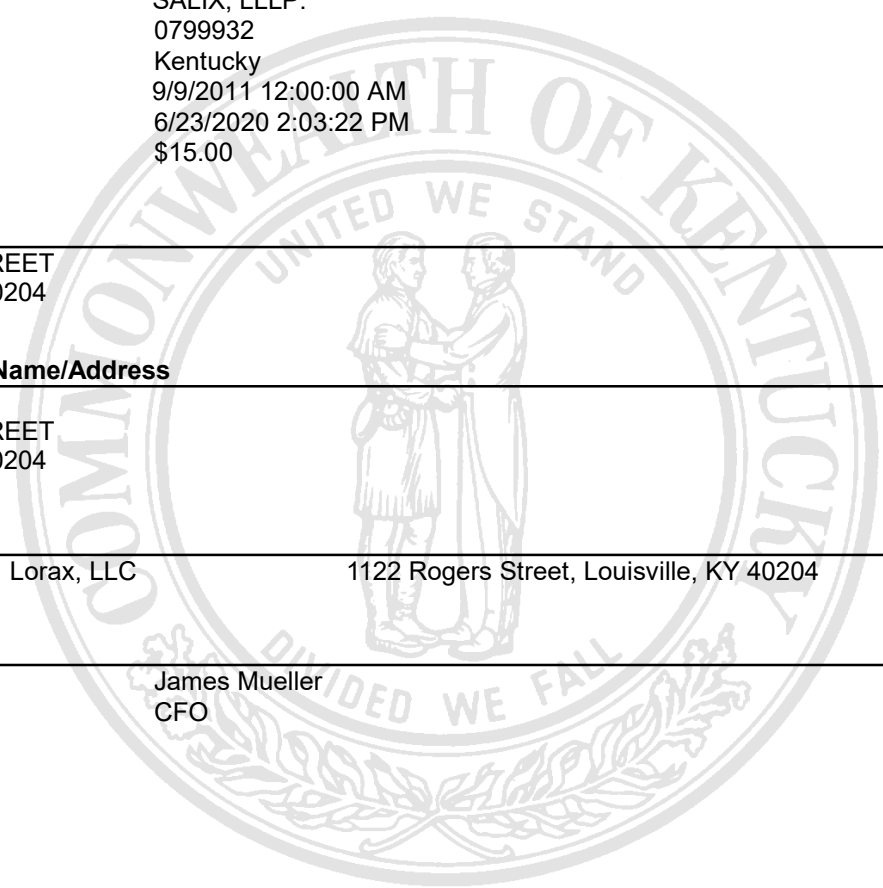 SALIX, LLLP.
0799932
Kentucky
9/9/2011 12:00:00 AM
6/23/2020 2:03:22 PM
$15.00
REET
0204
Name/Address
REET
0204
Lorax, LLC 1122 Rogers Street, Louisville, KY 40204
James Mueller
CFO
COMMONWEALTH OF KENTUCKY
UNITED WE STAND
DIVIDED WE FALL